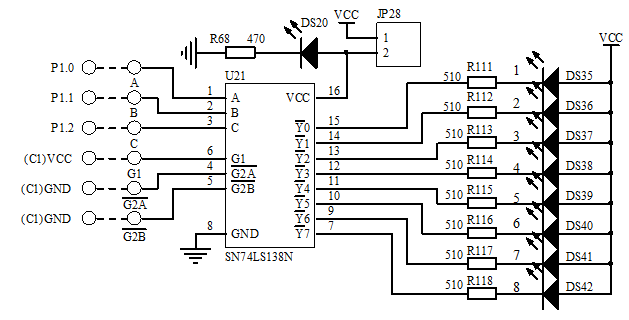 DS20
VCC
JP28
R68 470
1
2
VCC
U21
P1.0
P1.1
P1.2
(C1)VCC
(C1)GND
(C1)GND
A
B
C
G1
G2A
G2B
1 A
2 B
3 C
6 G1
4 G2A
5 G2B
8 GND
VCC 16
Y0 15
Y1 14
Y2 13
Y3 12
Y4 11
Y5 10
Y6 9
Y7 7
SN74LS138N
510 R111 1 DS35
510 R112 2 DS36
510 R113 3 DS37
510 R114 4 DS38
510 R115 5 DS39
510 R116 6 DS40
510 R117 7 DS41
510 R118 8 DS42